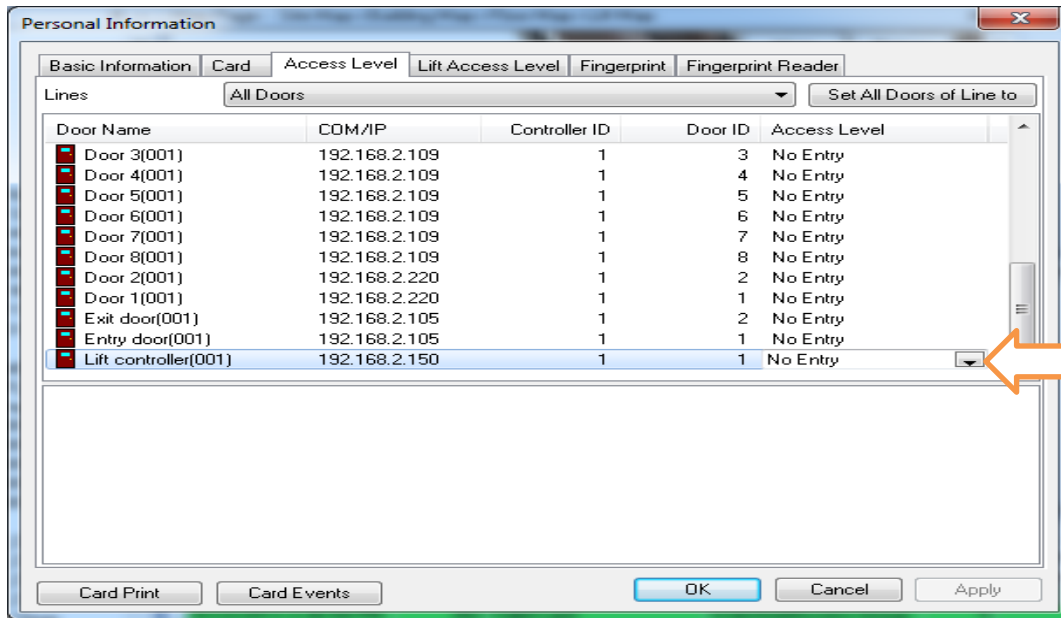 Personal Information
Basic Information Card Access Level Lift Access Level Fingerprint Fingerprint Reader
Lines All Doors Set All Doors of Line to
Door Name COM/IP Controller ID Door ID Access Level
Door 3(001) 192.168.2.109 1 3 No Entry
Door 4(001) 192.168.2.109 1 4 No Entry
Door 5(001) 192.168.2.109 1 5 No Entry
Door 6(001) 192.168.2.109 1 6 No Entry
Door 7(001) 192.168.2.109 1 7 No Entry
Door 8(001) 192.168.2.109 1 8 No Entry
Door 2(001) 192.168.2.220 1 2 No Entry
Door 1(001) 192.168.2.220 1 1 No Entry
Exit door(001) 192.168.2.105 1 2 No Entry
Entry door(001) 192.168.2.105 1 1 No Entry
Lift controller(001) 192.168.2.150 1 1 No Entry
Card Print Card Events OK Cancel Apply